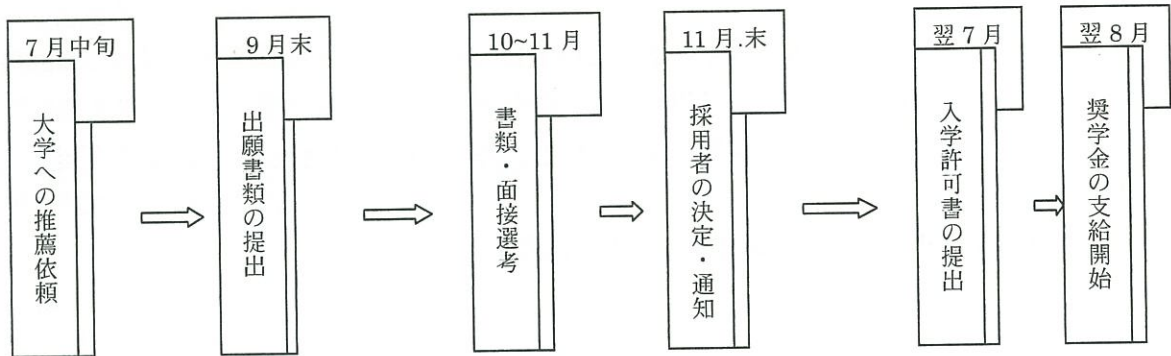 7月中旬
大学への推薦依頼
9月末
出願書類の提出
10~11月
書類・面接選考
11月.末
採用者の決定・通知
翌7月
入学許可書の提出
翌8月
奨学金の支給開始